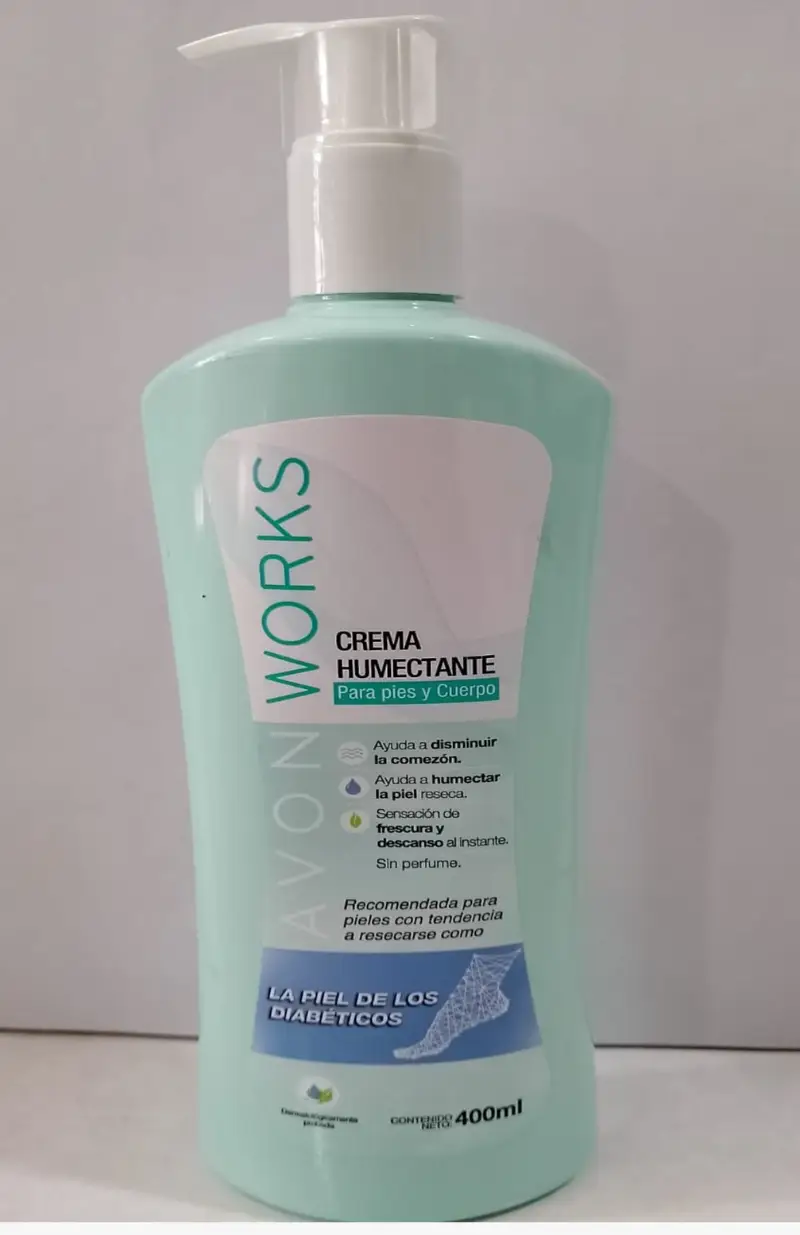 AVON WORKS
CREMA
HUMECTANTE
Para pies y Cuerpo
Ayuda a disminuir
la comezón.
Ayuda a humectar
la piel reseca.
Sensación de
frescura y
descanso al instante.
Sin perfume.
Recomendada para
pieles con tendencia
a resecarse como
LA PIEL DE LOS
DIABÉTICOS
Dermatológicamente
probada
CONTENIDO
NETO: 400ml